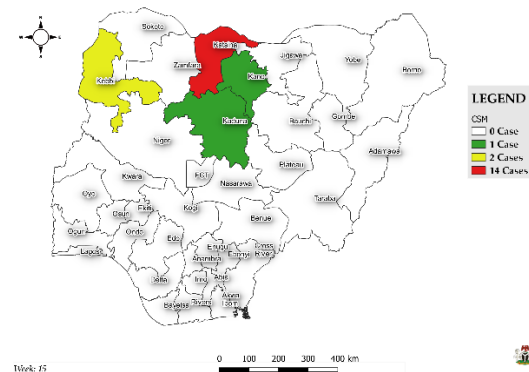 N
W E
S
Sokoto
Katsina
Zamfara
Jigawa
Yobe
Borno
Kebbi
Kano
Kaduna
Bauchi
Gombe
Adamawa
Niger
Plateau
FCT
Kwara
Nasarawa
Taraba
Oyo
Kogi
Ekiti
Osun
Benue
Ogun
Ondo
Edo
Lagos
Enugu
Cross
River
Ebonyi
Anambra
Delta
Imo
Abia
Akwa
Ibom
Rivers
Bayelsa
LEGEND
CSM
0 Case
1 Case
2 Cases
14 Cases
Week: 15
0 100 200 300 400 km